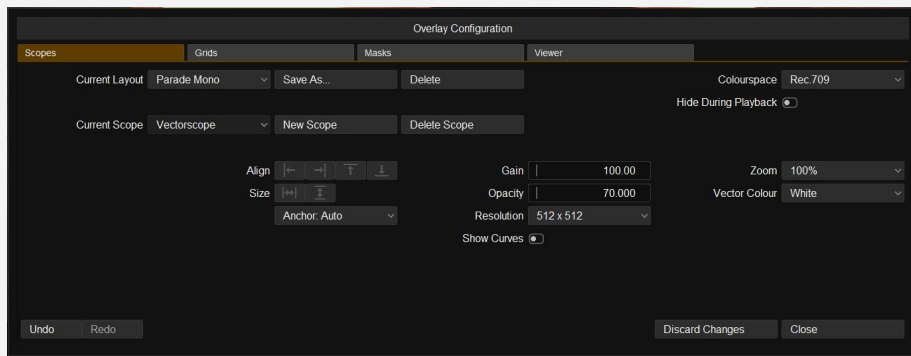 Overlay Configuration
Scopes Grids Masks Viewer
Current Layout Parade Mono Save As... Delete Colourspace Rec.709
Hide During Playback
Current Scope Vectorscope New Scope Delete Scope
Align Gain 100.00 Zoom 100%
Size Opacity 70.000 Vector Colour White
Anchor: Auto Resolution 512 x 512
Show Curves
Undo Redo Discard Changes Close